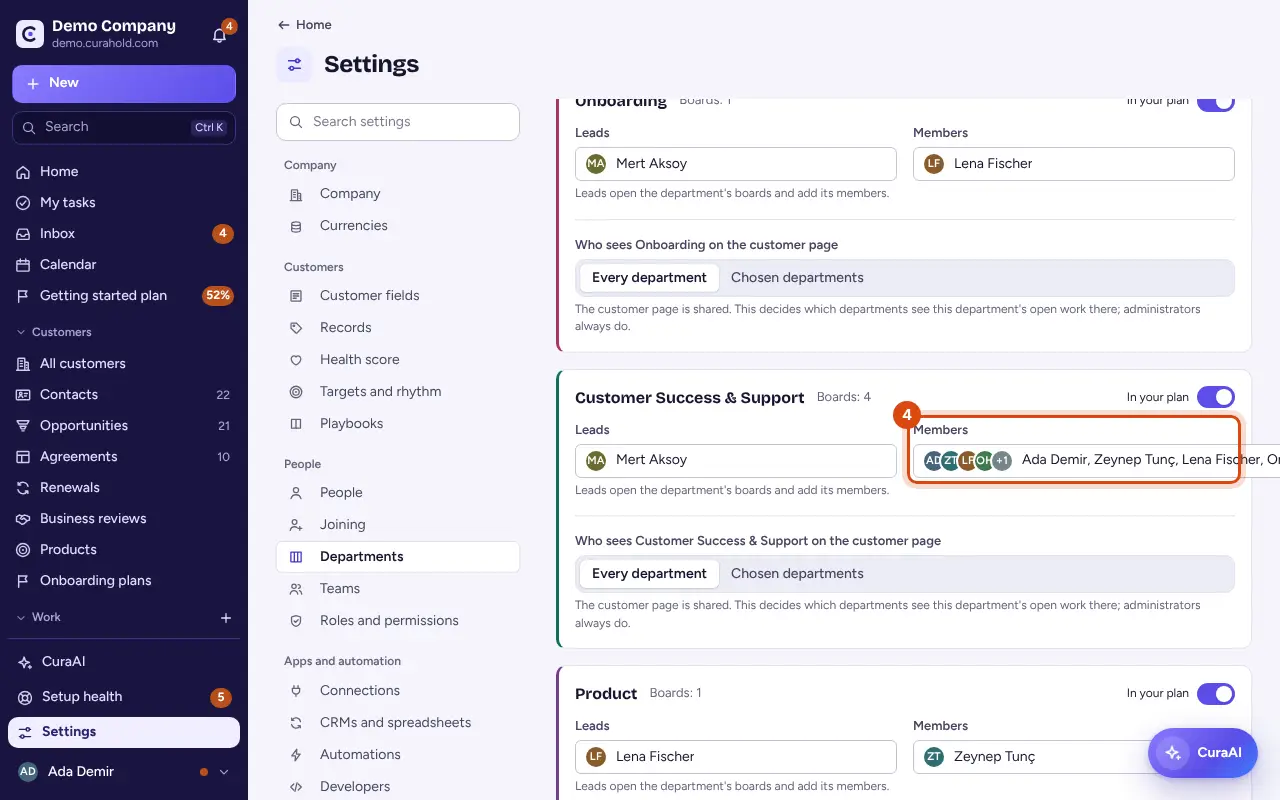 Demo Company
demo.curahold.com
4
New
Search
Ctrl K
Home
My tasks
Inbox
4
Calendar
Getting started plan
52%
Customers
All customers
Contacts
22
Opportunities
21
Agreements
10
Renewals
Business reviews
Products
Onboarding plans
Work
CuraAI
Setup health
5
Settings
AD
Ada Demir
Home
Settings
Search settings
Company
Company
Currencies
Customers
Customer fields
Records
Health score
Targets and rhythm
Playbooks
People
People
Joining
Departments
Teams
Roles and permissions
Apps and automation
Connections
CRMs and spreadsheets
Automations
Developers
Onboarding
Boards: 1
In your plan
Leads
Members
MA
Mert Aksoy
LF
Lena Fischer
Leads open the department's boards and add its members.
Who sees Onboarding on the customer page
Every department
Chosen departments
The customer page is shared. This decides which departments see this department's open work there; administrators
always do.
Customer Success & Support
Boards: 4
In your plan
4
Leads
Members
MA
Mert Aksoy
AD
ZT
LF
OH
+1
Ada Demir, Zeynep Tunç, Lena Fischer,
Leads open the department's boards and add its members.
Who sees Customer Success & Support on the customer page
Every department
Chosen departments
The customer page is shared. This decides which departments see this department's open work there; administrators
always do.
Product
Boards: 1
In your plan
Leads
Members
LF
Lena Fischer
ZT
Zeynep Tunç
Leads open the department's boards and add its members.
CuraAI